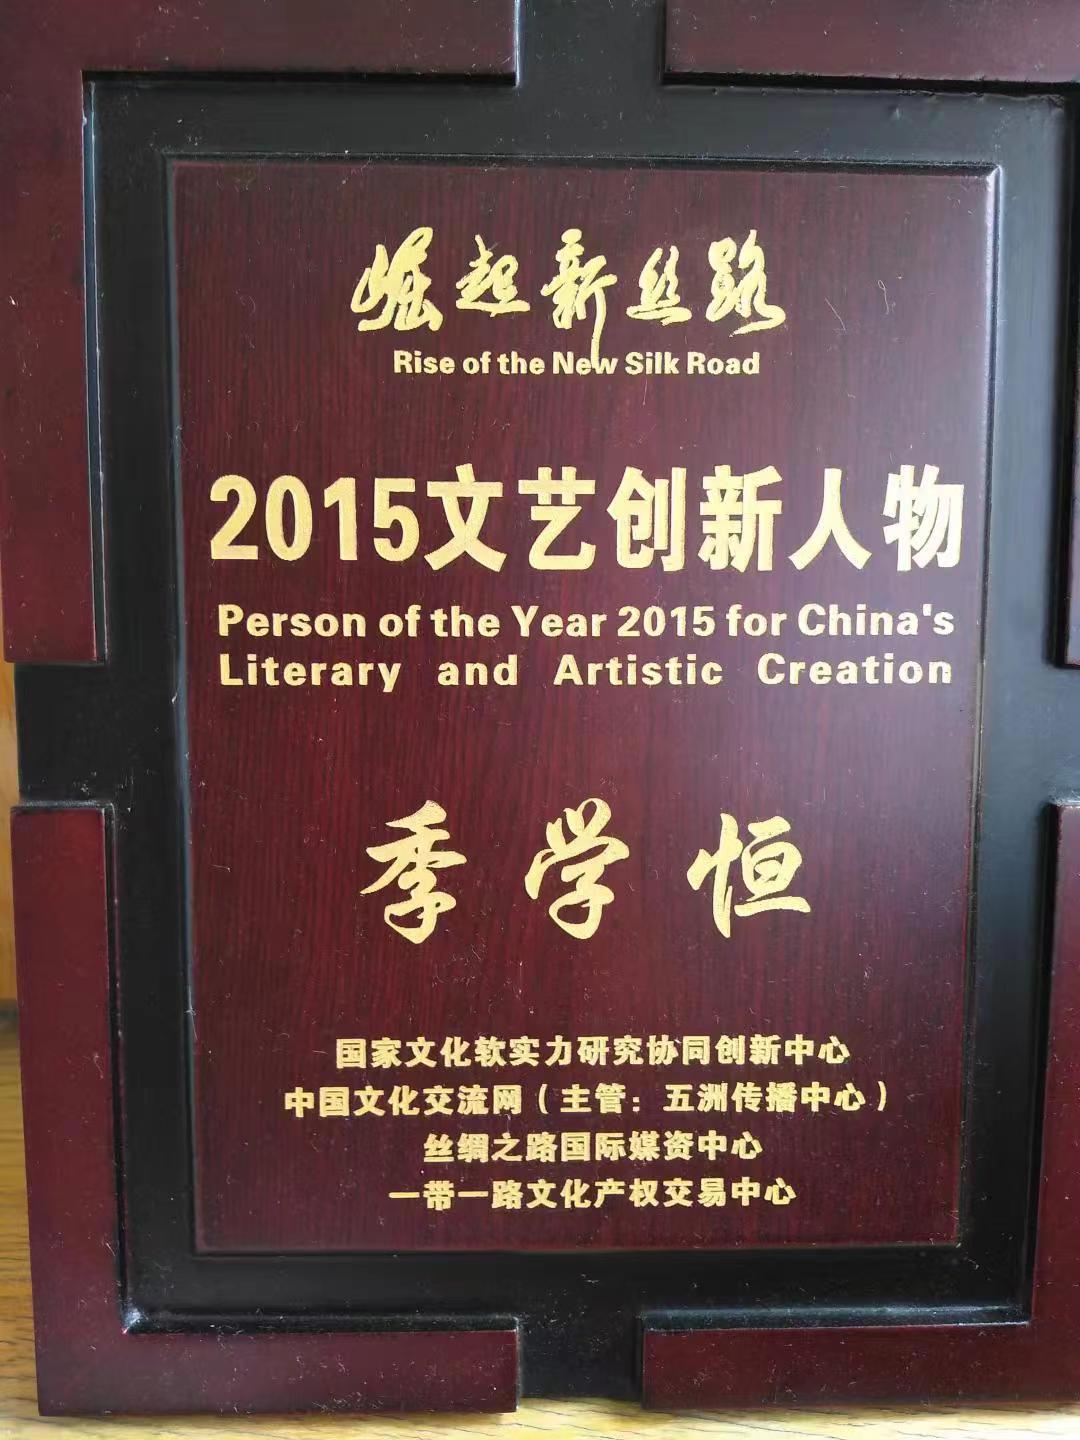 崛起新丝路
Rise of the New Silk Road
2015文艺创新人物
Person of the Year 2015 for China's
Literary and Artistic Creation
季学恒
国家文化软实力研究协同创新中心
中国文化交流网（主管：五洲传播中心）
丝绸之路国际媒资中心
一带一路文化产权交易中心